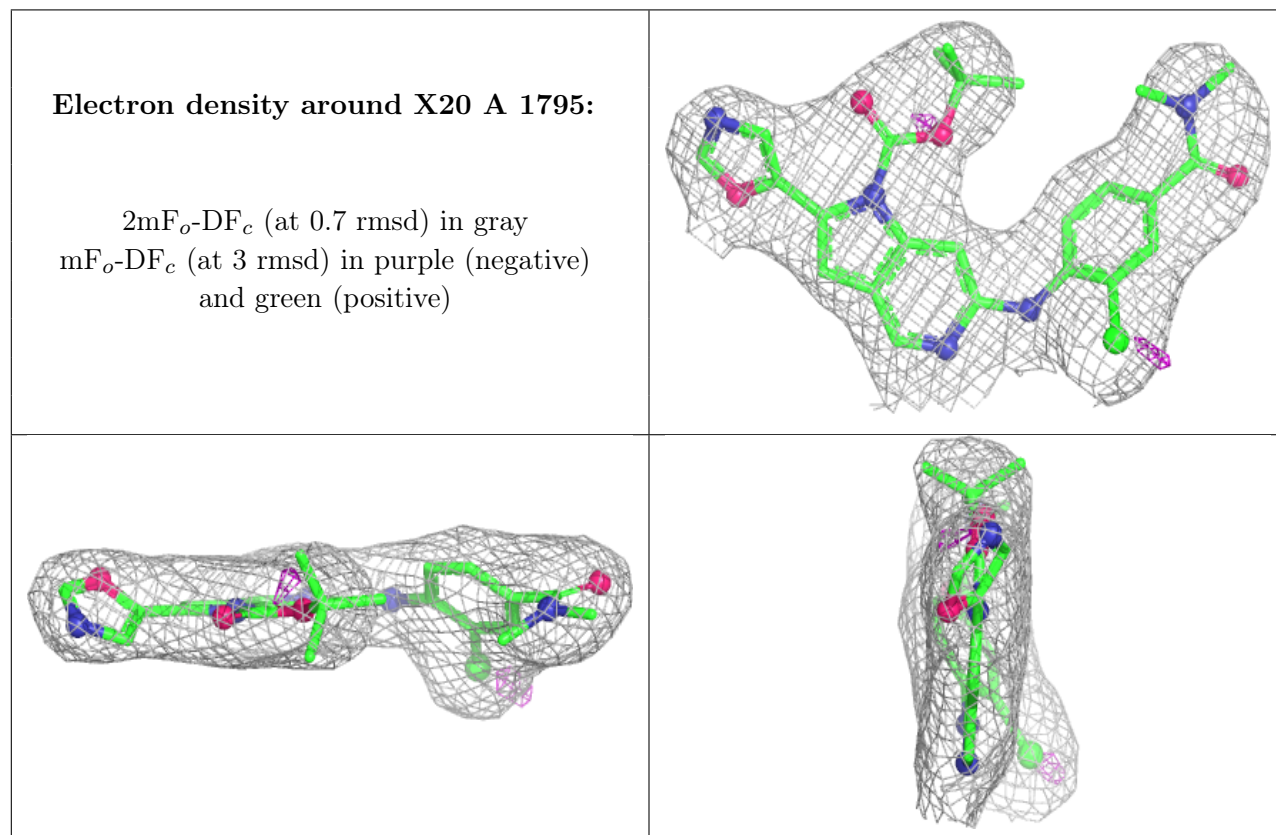 Electron density around X20 A 1795:
2mFo-DFc (at 0.7 rmsd) in gray
mFo-DFc (at 3 rmsd) in purple (negative)
and green (positive)